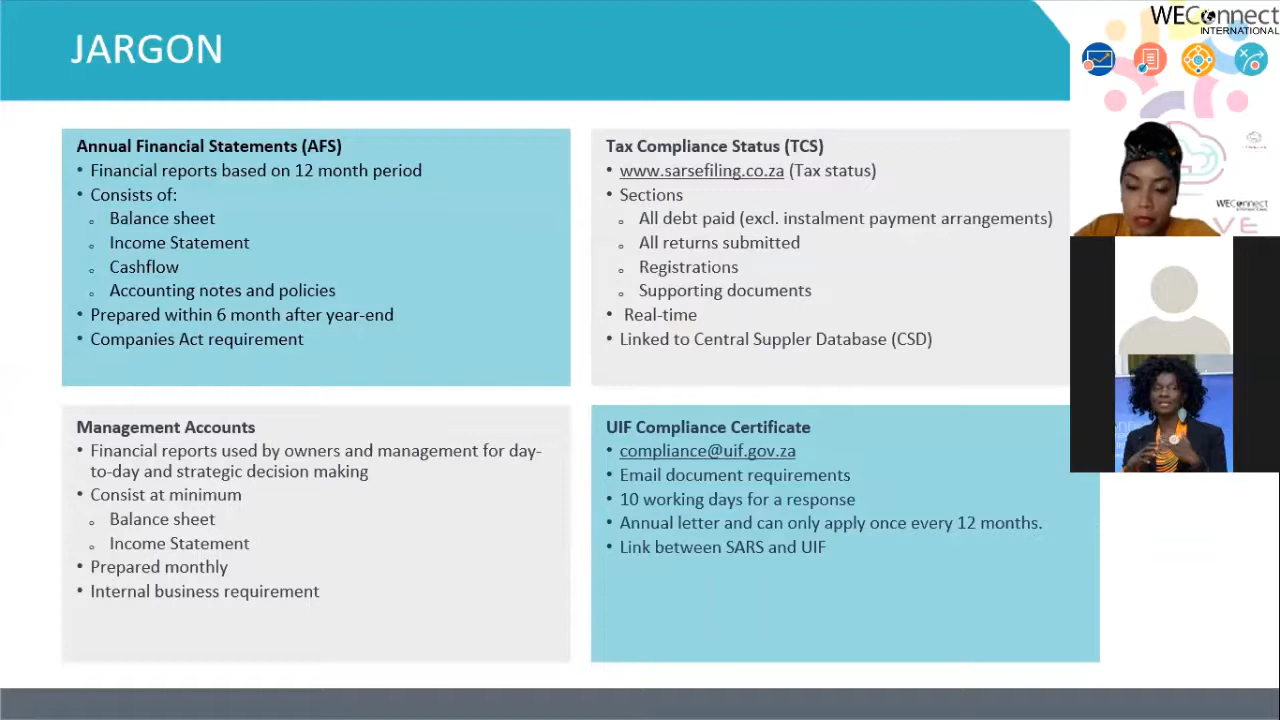 JARGON
WEConnect
INTERNATIONAL
Annual Financial Statements (AFS)
• Financial reports based on 12 month period
• Consists of:
o Balance sheet
o Income Statement
o Cashflow
o Accounting notes and policies
• Prepared within 6 month after year-end
• Companies Act requirement
Tax Compliance Status (TCS)
• www.sarsefiling.co.za (Tax status)
• Sections
o All debt paid (excl. instalment payment arrangements)
o All returns submitted
o Registrations
o Supporting documents
• Real-time
• Linked to Central Suppler Database (CSD)
Management Accounts
• Financial reports used by owners and management for day-
to-day and strategic decision making
• Consist at minimum
o Balance sheet
o Income Statement
• Prepared monthly
• Internal business requirement
UIF Compliance Certificate
• compliance@uif.gov.za
• Email document requirements
• 10 working days for a response
• Annual letter and can only apply once every 12 months.
• Link between SARS and UIF
WEConnect